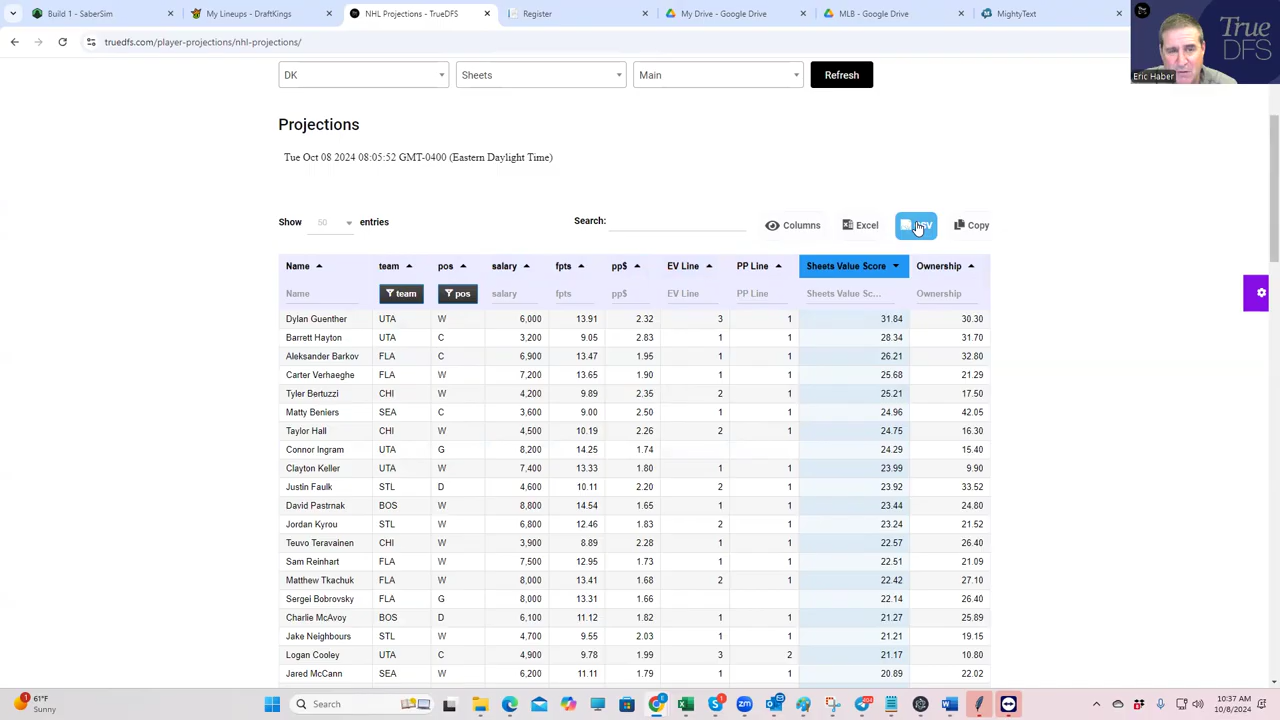 Build 1 - SaberSim
My Lineups - DraftKings
NHL Projections - TrueDFS
Register
My Drive - Google Drive
MLB - Google Drive
MightyText
truedfs.com/player-projections/nhl-projections/
True
DFS
Eric Haber
DK Sheets Main Refresh
Projections
Tue Oct 08 2024 08:05:52 GMT-0400 (Eastern Daylight Time)
Show 50 entries Search: Columns Excel CSV Copy
Name team pos salary fpts pp$ EV Line PP Line Sheets Value Score Ownership
Name team pos salary fpts pp$ EV Line PP Line Sheets Value Sc... Ownership
Dylan Guenther UTA W 6,000 13.91 2.32 3 1 31.84 30.30
Barrett Hayton UTA C 3,200 9.05 2.83 1 1 28.34 31.70
Aleksander Barkov FLA C 6,900 13.47 1.95 1 1 26.21 32.80
Carter Verhaeghe FLA W 7,200 13.65 1.90 1 1 25.68 21.29
Tyler Bertuzzi CHI W 4,200 9.89 2.35 2 1 25.21 17.50
Matty Beniers SEA C 3,600 9.00 2.50 1 1 24.96 42.05
Taylor Hall CHI W 4,500 10.19 2.26 2 1 24.75 16.30
Connor Ingram UTA G 8,200 14.25 1.74 24.29 15.40
Clayton Keller UTA W 7,400 13.33 1.80 1 1 23.99 9.90
Justin Faulk STL D 4,600 10.11 2.20 2 1 23.92 33.52
David Pastrnak BOS W 8,800 14.54 1.65 1 1 23.44 24.80
Jordan Kyrou STL W 6,800 12.46 1.83 2 1 23.24 21.52
Teuvo Teravainen CHI W 3,900 8.89 2.28 1 1 22.57 26.40
Sam Reinhart FLA W 7,500 12.95 1.73 1 1 22.51 21.09
Matthew Tkachuk FLA W 8,000 13.41 1.68 2 1 22.42 27.10
Sergei Bobrovsky FLA G 8,000 13.31 1.66 22.14 26.40
Charlie McAvoy BOS D 6,100 11.12 1.82 1 1 21.27 25.89
Jake Neighbours STL W 4,700 9.55 2.03 1 1 21.21 19.15
Logan Cooley UTA C 4,900 9.78 1.99 3 2 21.17 10.80
Jared McCann SEA W 6,200 11.11 1.79 1 1 20.89 22.02
61°F
Sunny
Search
10:37 AM
10/8/2024